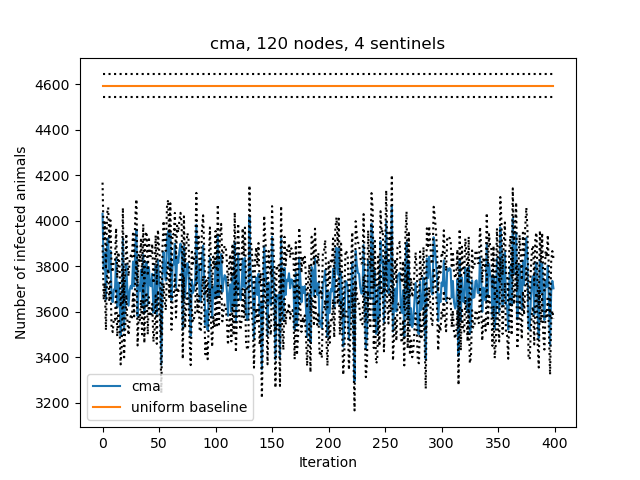 cma, 120 nodes, 4 sentinels
4600
4400
4200
4000
3800
3600
3400
3200
Number of infected animals
cma
uniform baseline
0 50 100 150 200 250 300 350 400
Iteration